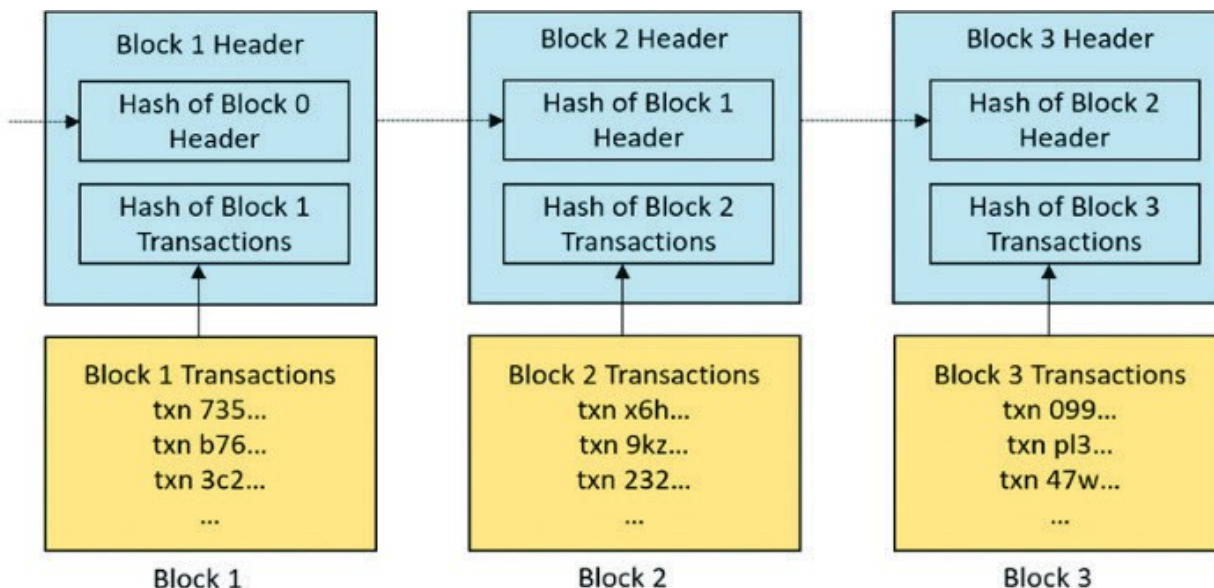 Block 1 Header
Hash of Block 0
Header
Hash of Block 1
Transactions
Block 1 Transactions
txn 735...
txn b76...
txn 3c2...
...
Block 1
Block 2 Header
Hash of Block 1
Header
Hash of Block 2
Transactions
Block 2 Transactions
txn x6h...
txn 9kz...
txn 232...
...
Block 2
Block 3 Header
Hash of Block 2
Header
Hash of Block 3
Transactions
Block 3 Transactions
txn 099...
txn pl3...
txn 47w...
...
Block 3